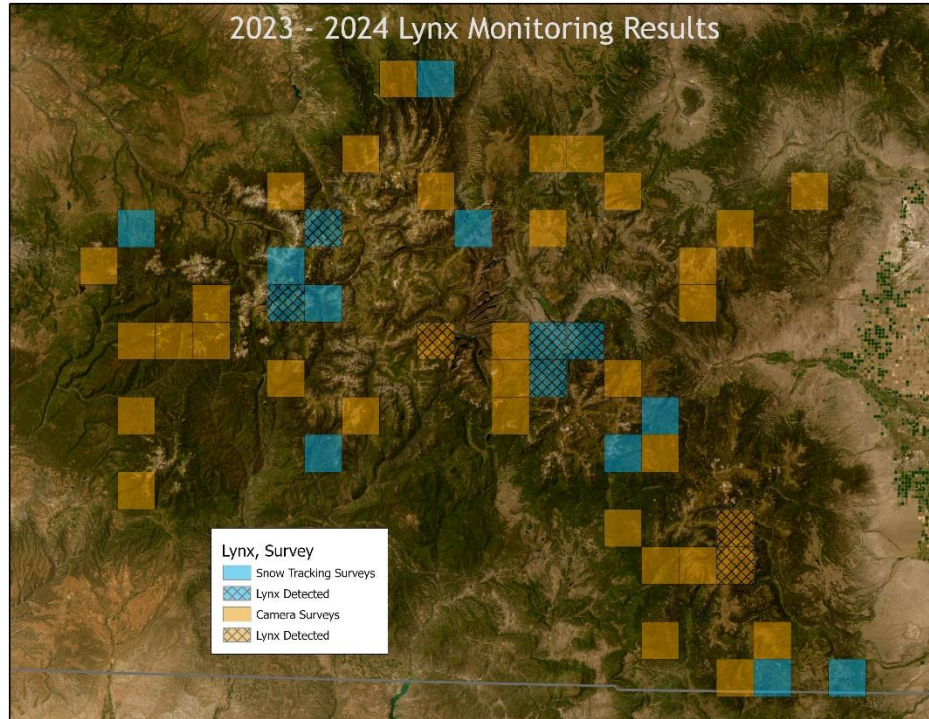 2023 - 2024 Lynx Monitoring Results
Lynx, Survey
Snow Tracking Surveys
Lynx Detected
Camera Surveys
Lynx Detected